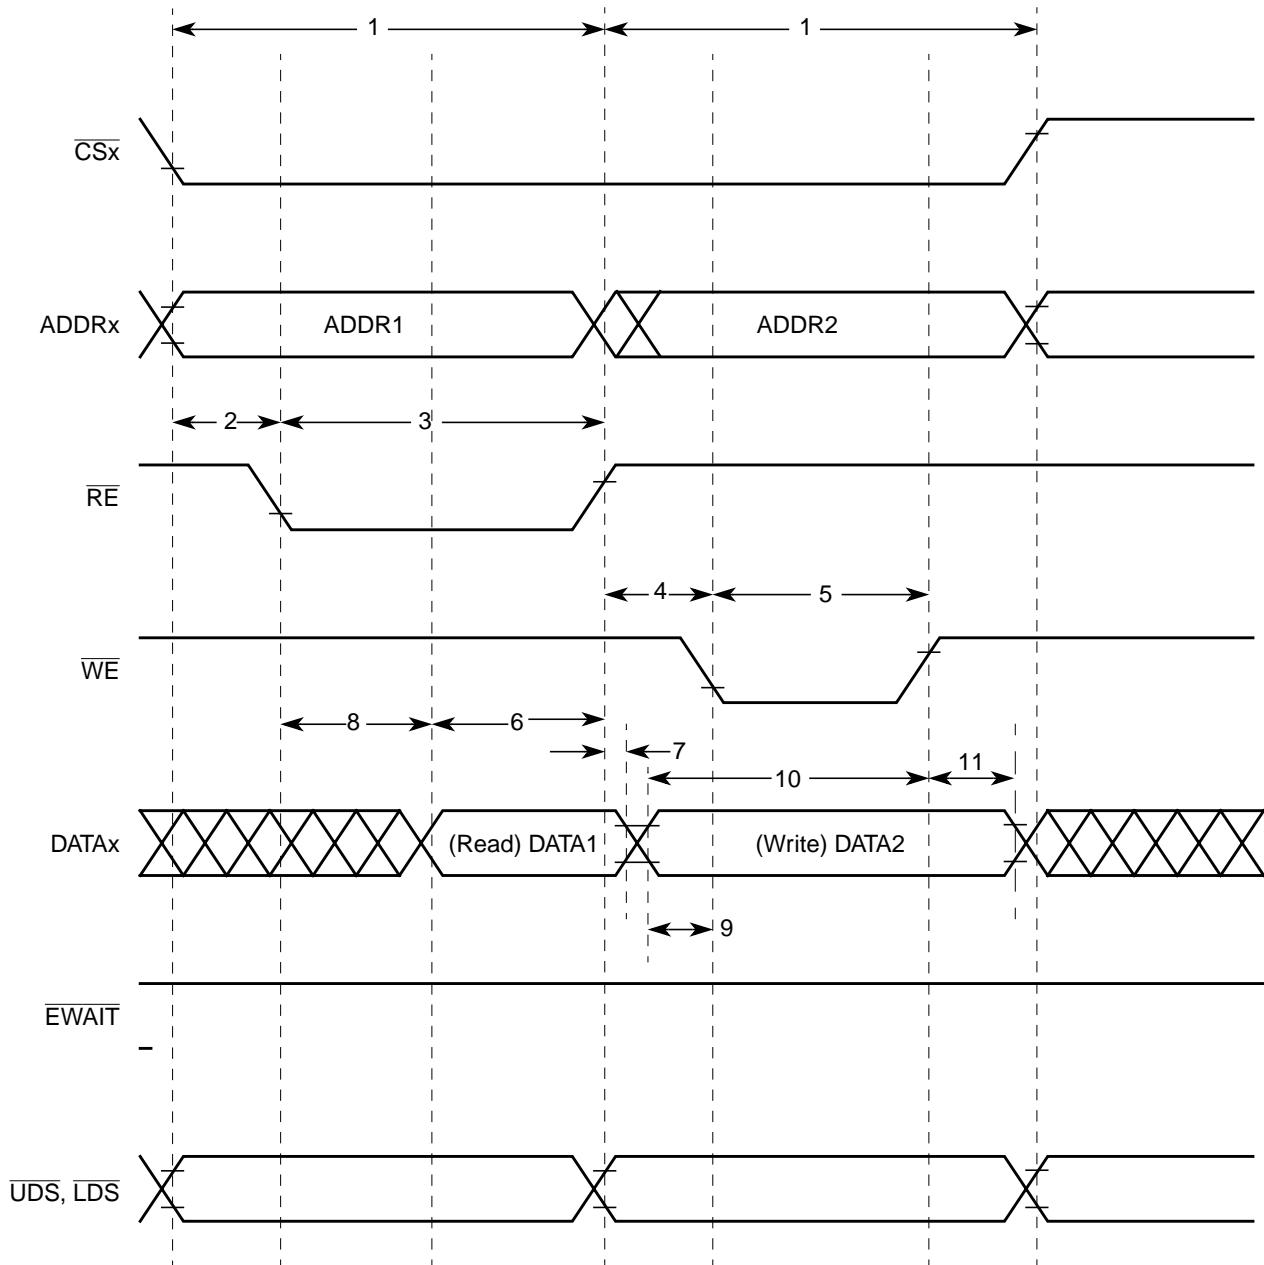 1 1
CSx
ADDRx ADDR1 ADDR2
2 3
RE
4 5
WE
8 6
7
10 11
DATAx (Read) DATA1 (Write) DATA2
9
EWAIT
UDS, LDS